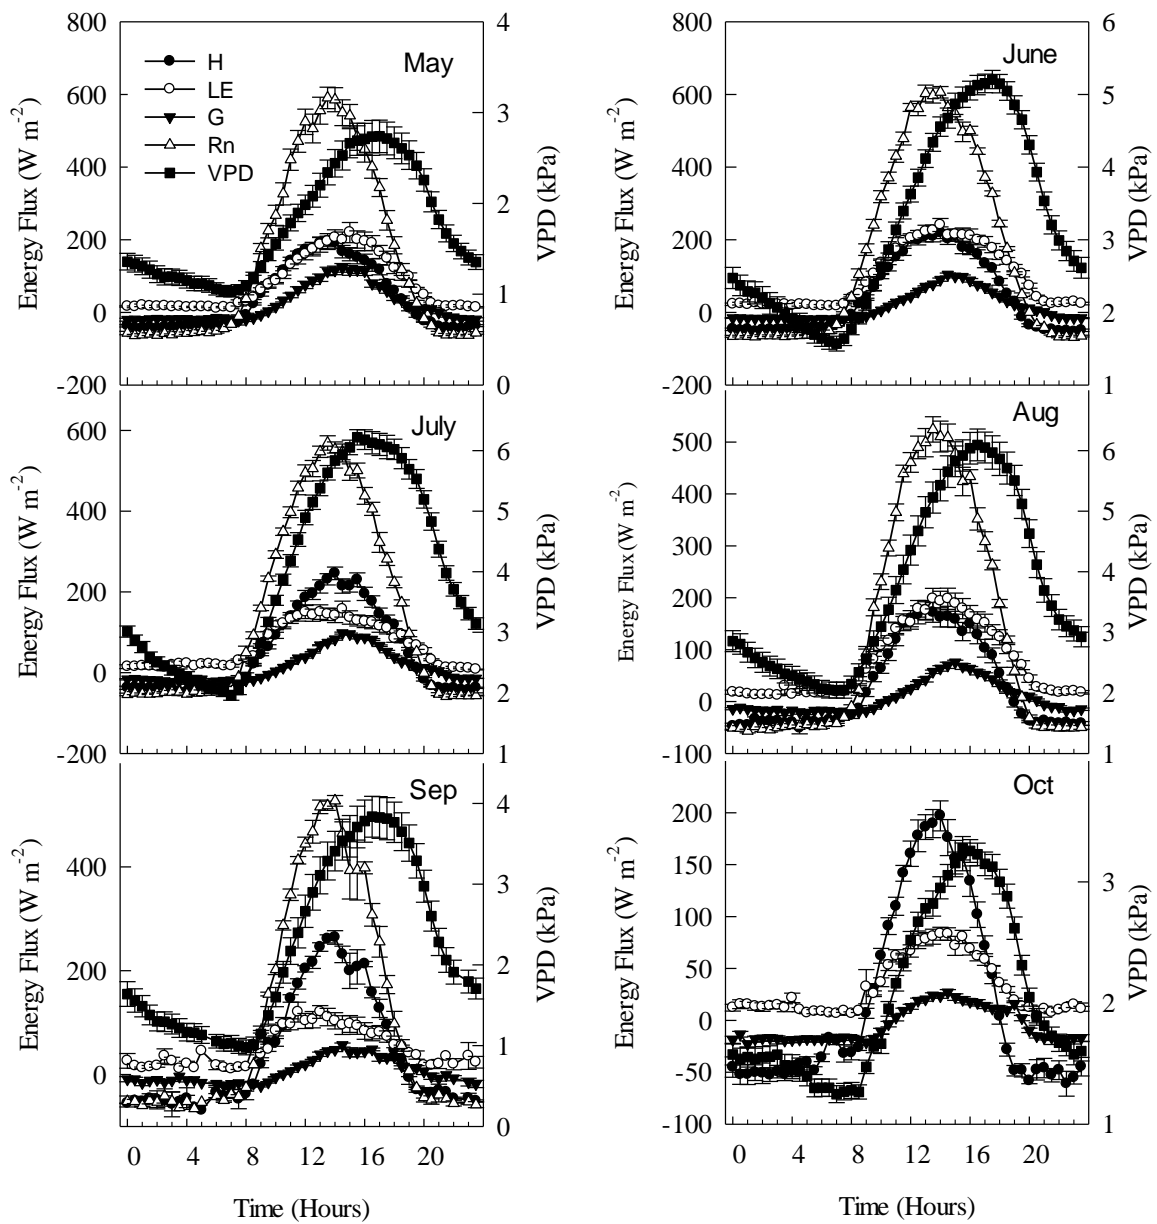 800
600
400
200
0
-200
Energy Flux (W m-2)
H
LE
G
Rn
VPD
May
4
3
2
1
0
VPD (kPa)
800
600
400
200
0
-200
Energy Flux (W m-2)
June
6
5
4
3
2
1
VPD (kPa)
600
400
200
0
-200
Energy Flux (W m-2)
July
6
5
4
3
2
1
VPD (kPa)
500
400
300
200
100
0
-100
Energy Flux (W m-2)
Aug
6
5
4
3
2
1
VPD (kPa)
400
200
0
Energy Flux (W m-2)
Sep
4
3
2
1
0
VPD (kPa)
0 4 8 12 16 20
Time (Hours)
200
150
100
50
0
-50
-100
Energy Flux (W m-2)
Oct
3
2
1
VPD (kPa)
0 4 8 12 16 20
Time (Hours)